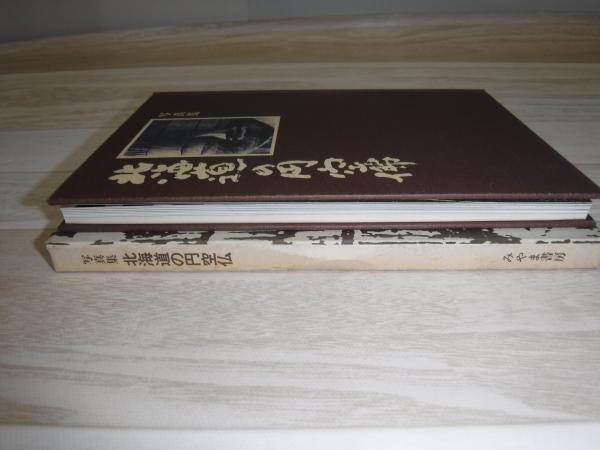 写真集
北海道の円空佛
写真集 北海道の円空仏
みやま書房